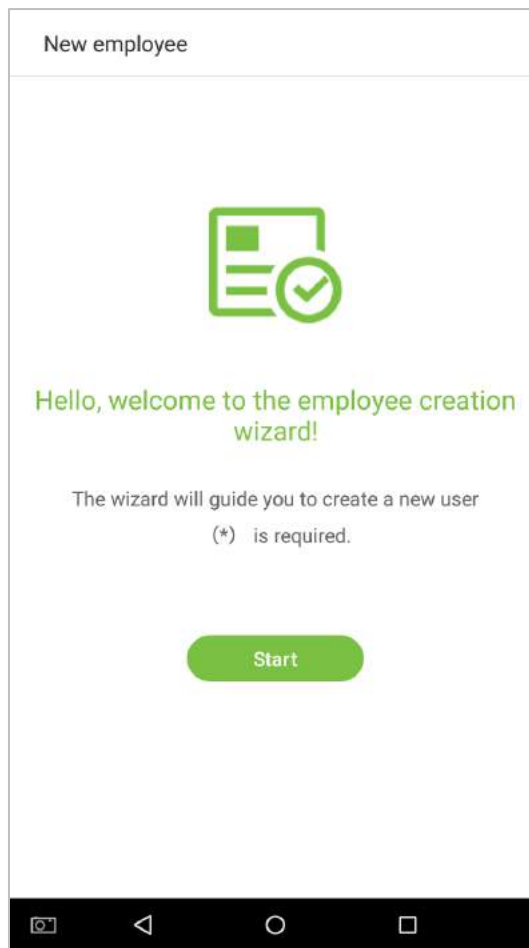 New employee
Hello, welcome to the employee creation
wizard!
The wizard will guide you to create a new user
(*) is required.
Start